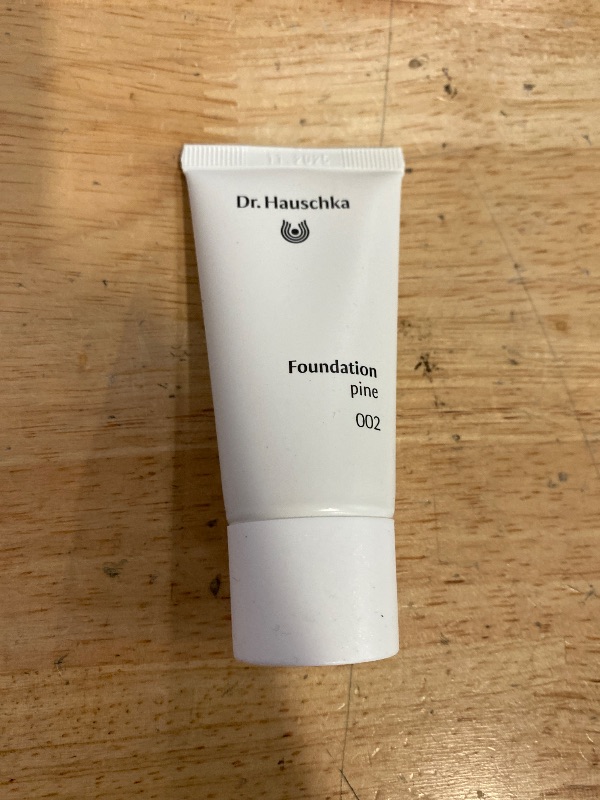 Dr. Hauschka
Foundation
pine
002